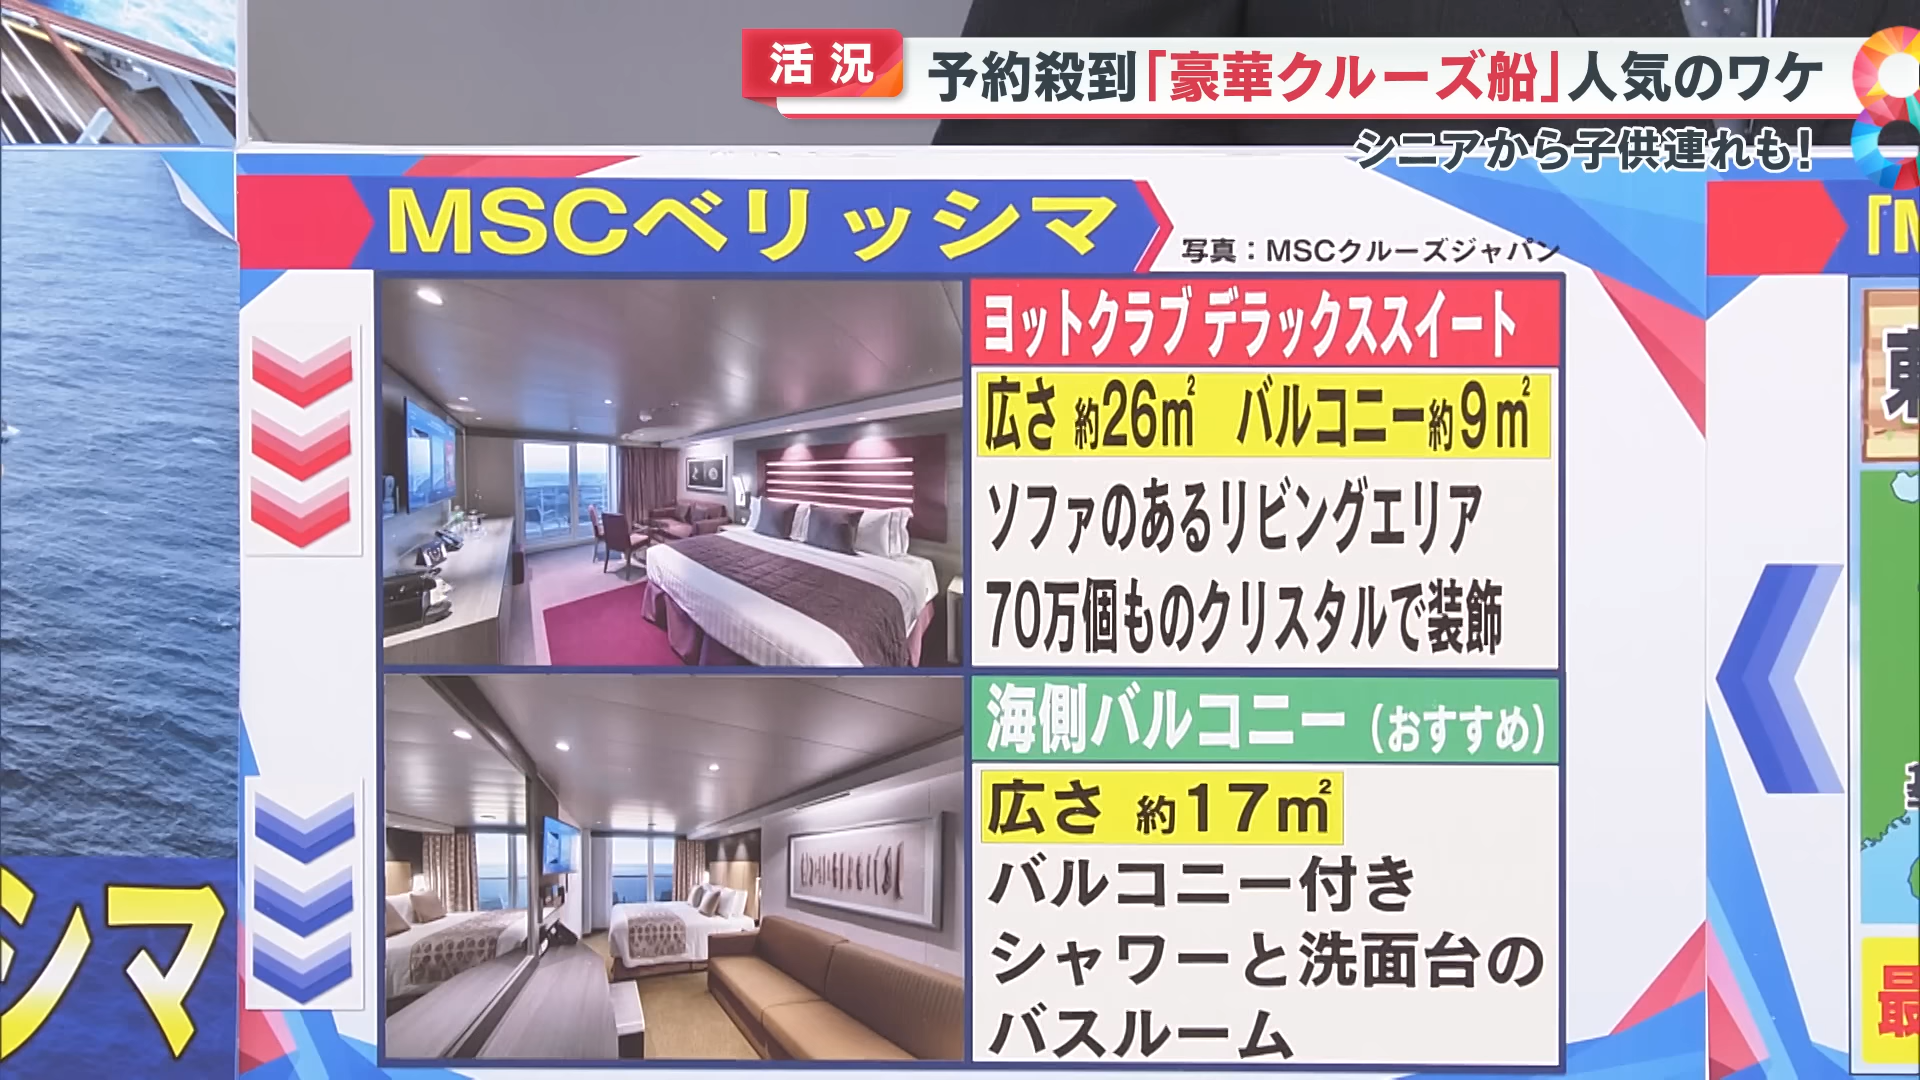 活況
予約殺到「豪華クルーズ船」人気のワケ
シニアから子供連れも!
MSCベリッシマ
写真:MSCクルーズジャパン
ヨットクラブ デラックススイート
広さ 約26㎡ バルコニー約9㎡
ソファのあるリビングエリア
70万個ものクリスタルで装飾
海側バルコニー(おすすめ)
広さ 約17㎡
バルコニー付き
シャワーと洗面台の
バスルーム
シマ
「M
最